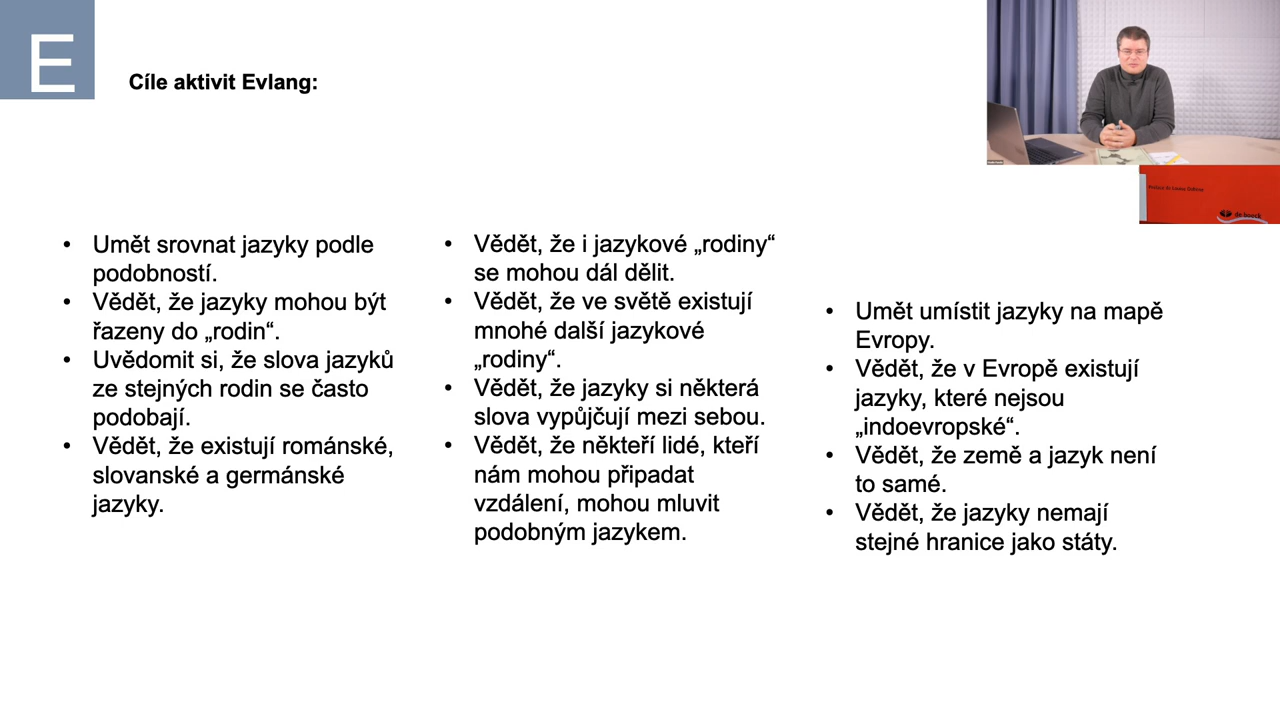 E
Cíle aktivit Evlang:
• Umět srovnat jazyky podle
podobností.
• Vědět, že jazyky mohou být
řazeny do „rodin“.
• Uvědomit si, že slova jazyků
ze stejných rodin se často
podobají.
• Vědět, že existují románské,
slovanské a germánské
jazyky.
• Vědět, že i jazykové „rodiny“
se mohou dál dělit.
• Vědět, že ve světě existují
mnohé další jazykové
„rodiny”.
• Vědět, že jazyky si některá
slova vypůjčují mezi sebou.
• Vědět, že někteří lidé, kteří
nám mohou připadat
vzdálení, mohou mluvit
podobným jazykem.
• Umět umístit jazyky na mapě
Evropy.
• Vědět, že v Evropě existují
jazyky, které nejsou
„indoevropské“.
• Vědět, že země a jazyk není
to samé.
• Vědět, že jazyky nemají
stejné hranice jako státy.
de boeck